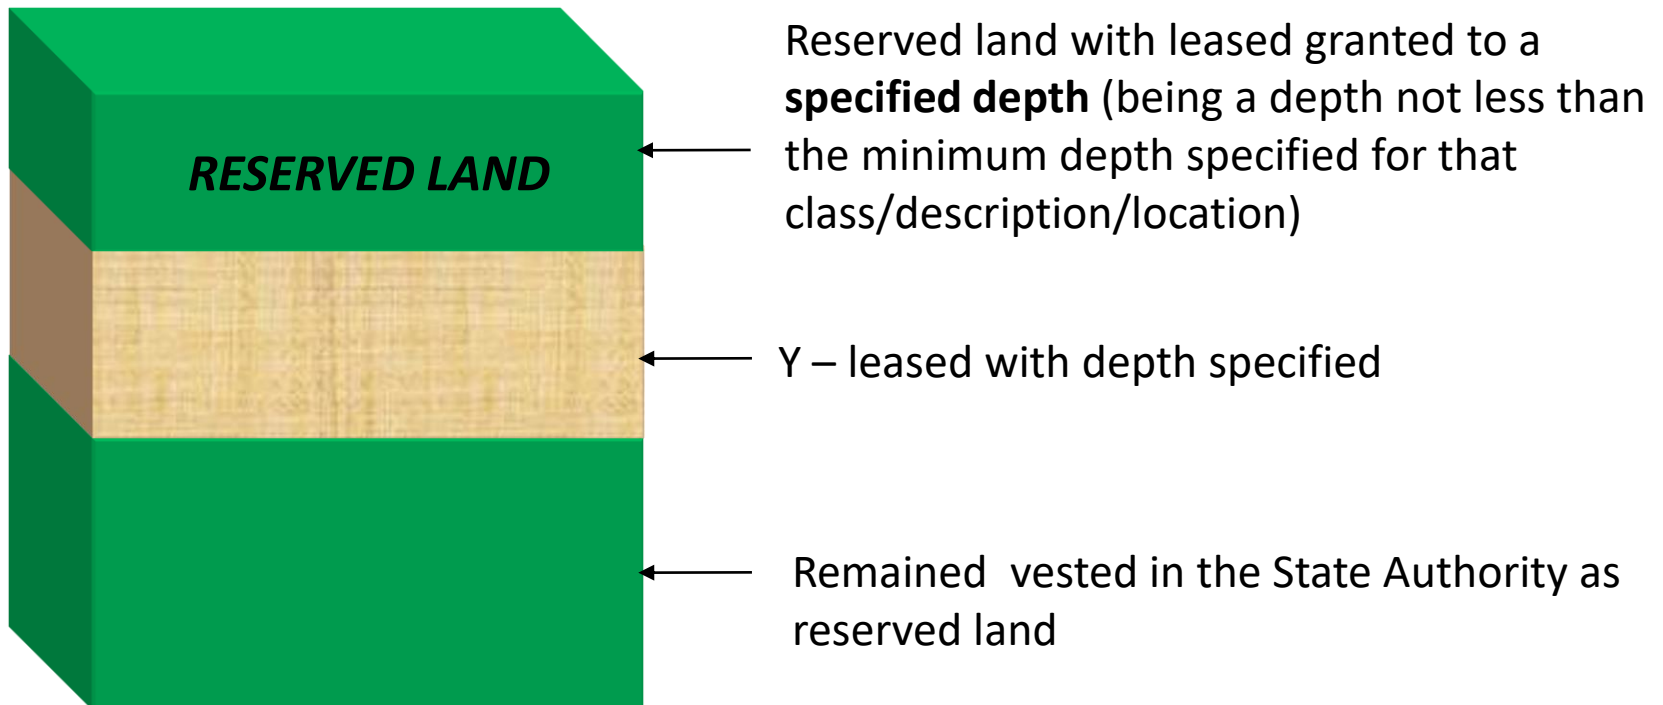 Reserved land with leased granted to a
specified depth (being a depth not less than
the minimum depth specified for that
class/description/location)
RESERVED LAND
Y – leased with depth specified
Remained vested in the State Authority as
reserved land